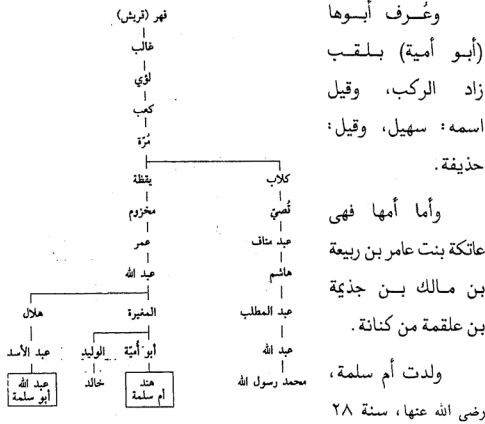 وعُرف أبوها
(أبو أمية) بلقب
زاد الركب، وقيل
اسمه: سهيل، وقيل:
حذيفة.
وأما أمها فهى
عاتكة بنت عامر بن ربيعة
بن مالك بن جذيمة
بن علقمة من كنانة.
ولدت أم سلمة،
رضي الله عنها، سنة ٢٨
فهر (قريش)
غالب
لؤي
كعب
مُرّة
كلاب
يقظة
قُصيّ
مخزوم
عبد مناف
عمر
هاشم
عبد الله
عبد المطلب
المغيرة
هلال
عبد الله
أبو أُميّة
الوليد
عبد الأسد
محمد رسول الله
هند
أم سلمة
خالد
عبد الله
أبو سلمة